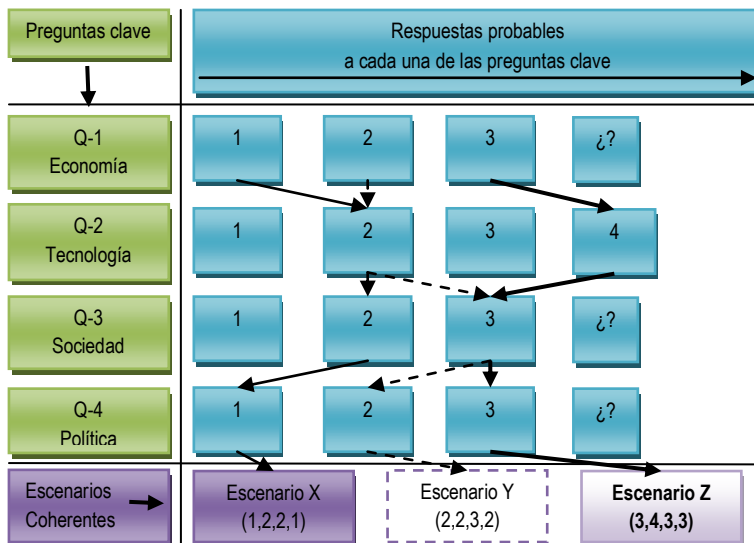 Preguntas clave
Respuestas probables
a cada una de las preguntas clave
Q-1
Economía
1
2
3
¿?
Q-2
Tecnología
1
2
3
4
Q-3
Sociedad
1
2
3
¿?
Q-4
Política
1
2
3
¿?
Escenarios
Coherentes
Escenario X
(1,2,2,1)
Escenario Y
(2,2,3,2)
Escenario Z
(3,4,3,3)